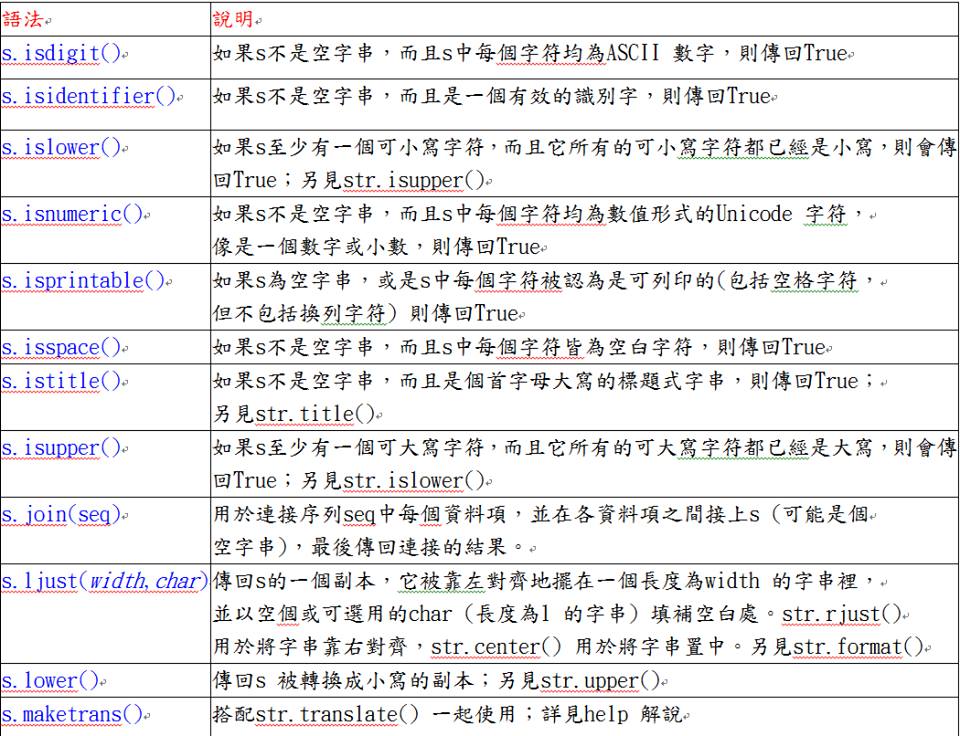 語法 說明
s.isdigit() 如果s不是空字串，而且s中每個字符均為ASCII 數字，則傳回True
s.isidentifier() 如果s不是空字串，而且是一個有效的識別字，則傳回True
s.islower() 如果s至少有一個可小寫字符，而且它所有的可小寫字符都已經是小寫，則會傳
回True；另見str.isupper()
s.isnumeric() 如果s不是空字串，而且s中每個字符均為數值形式的Unicode 字符，
像是一個數字或小數，則傳回True
s.isprintable() 如果s為空字串，或是s中每個字符被認為是可列印的(包括空格字符，
但不包括換列字符) 則傳回True
s.isspace() 如果s不是空字串，而且s中每個字符皆為空白字符，則傳回True
s.istitle() 如果s不是空字串，而且是個首字母大寫的標題式字串，則傳回True；
另見str.title()
s.isupper() 如果s至少有一個可大寫字符，而且它所有的可大寫字符都已經是大寫，則會傳
回True；另見str.islower()
s.join(seq) 用於連接序列seq中每個資料項，並在各資料項之間接上s (可能是個
空字串)，最後傳回連接的結果。
s.ljust(width,char) 傳回s的一個副本，它被靠左對齊地擺在一個長度為width 的字串裡，
並以空個或可選用的char (長度為1 的字串) 填補空白處。str.rjust()
用於將字串靠右對齊，str.center() 用於將字串置中。另見str.format()
s.lower() 傳回s 被轉換成小寫的副本；另見str.upper()
s.maketrans() 搭配str.translate() 一起使用；詳見help 解說